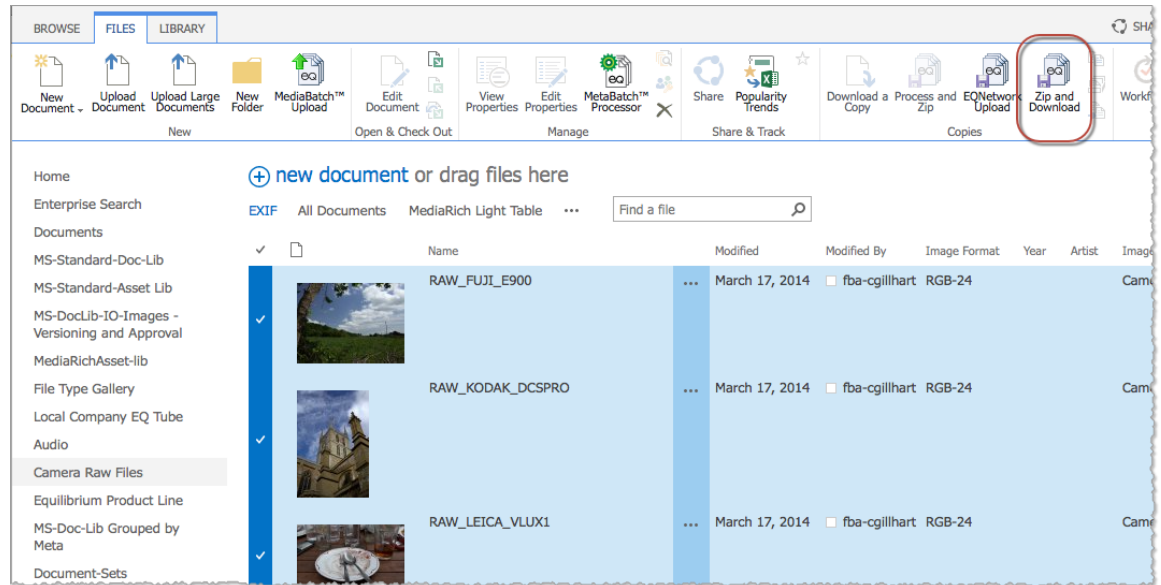 BROWSE FILES LIBRARY
New Document Upload Document Upload Large Documents New Folder MediaBatch™ Upload Edit Document View Properties Edit Properties MetaBatch™ Processor Share Popularity Trends Download a Copy Process and Zip EQNetwork Upload Zip and Download
New Open & Check Out Manage Share & Track Copies
Home
Enterprise Search
Documents
MS-Standard-Doc-Lib
MS-Standard-Asset Lib
MS-DocLib-IO-Images -
Versioning and Approval
MediaRichAsset-lib
File Type Gallery
Local Company EQ Tube
Audio
Camera Raw Files
Equilibrium Product Line
MS-Doc-Lib Grouped by
Meta
Document-Sets
new document or drag files here
EXIF All Documents MediaRich Light Table ••• Find a file
Name Modified Modified By Image Format Year Artist Image
RAW_FUJI_E900 ••• March 17, 2014 fba-cgillhart RGB-24
RAW_KODAK_DCSPRO ••• March 17, 2014 fba-cgillhart RGB-24
RAW_LEICA_VLUX1 ••• March 17, 2014 fba-cgillhart RGB-24